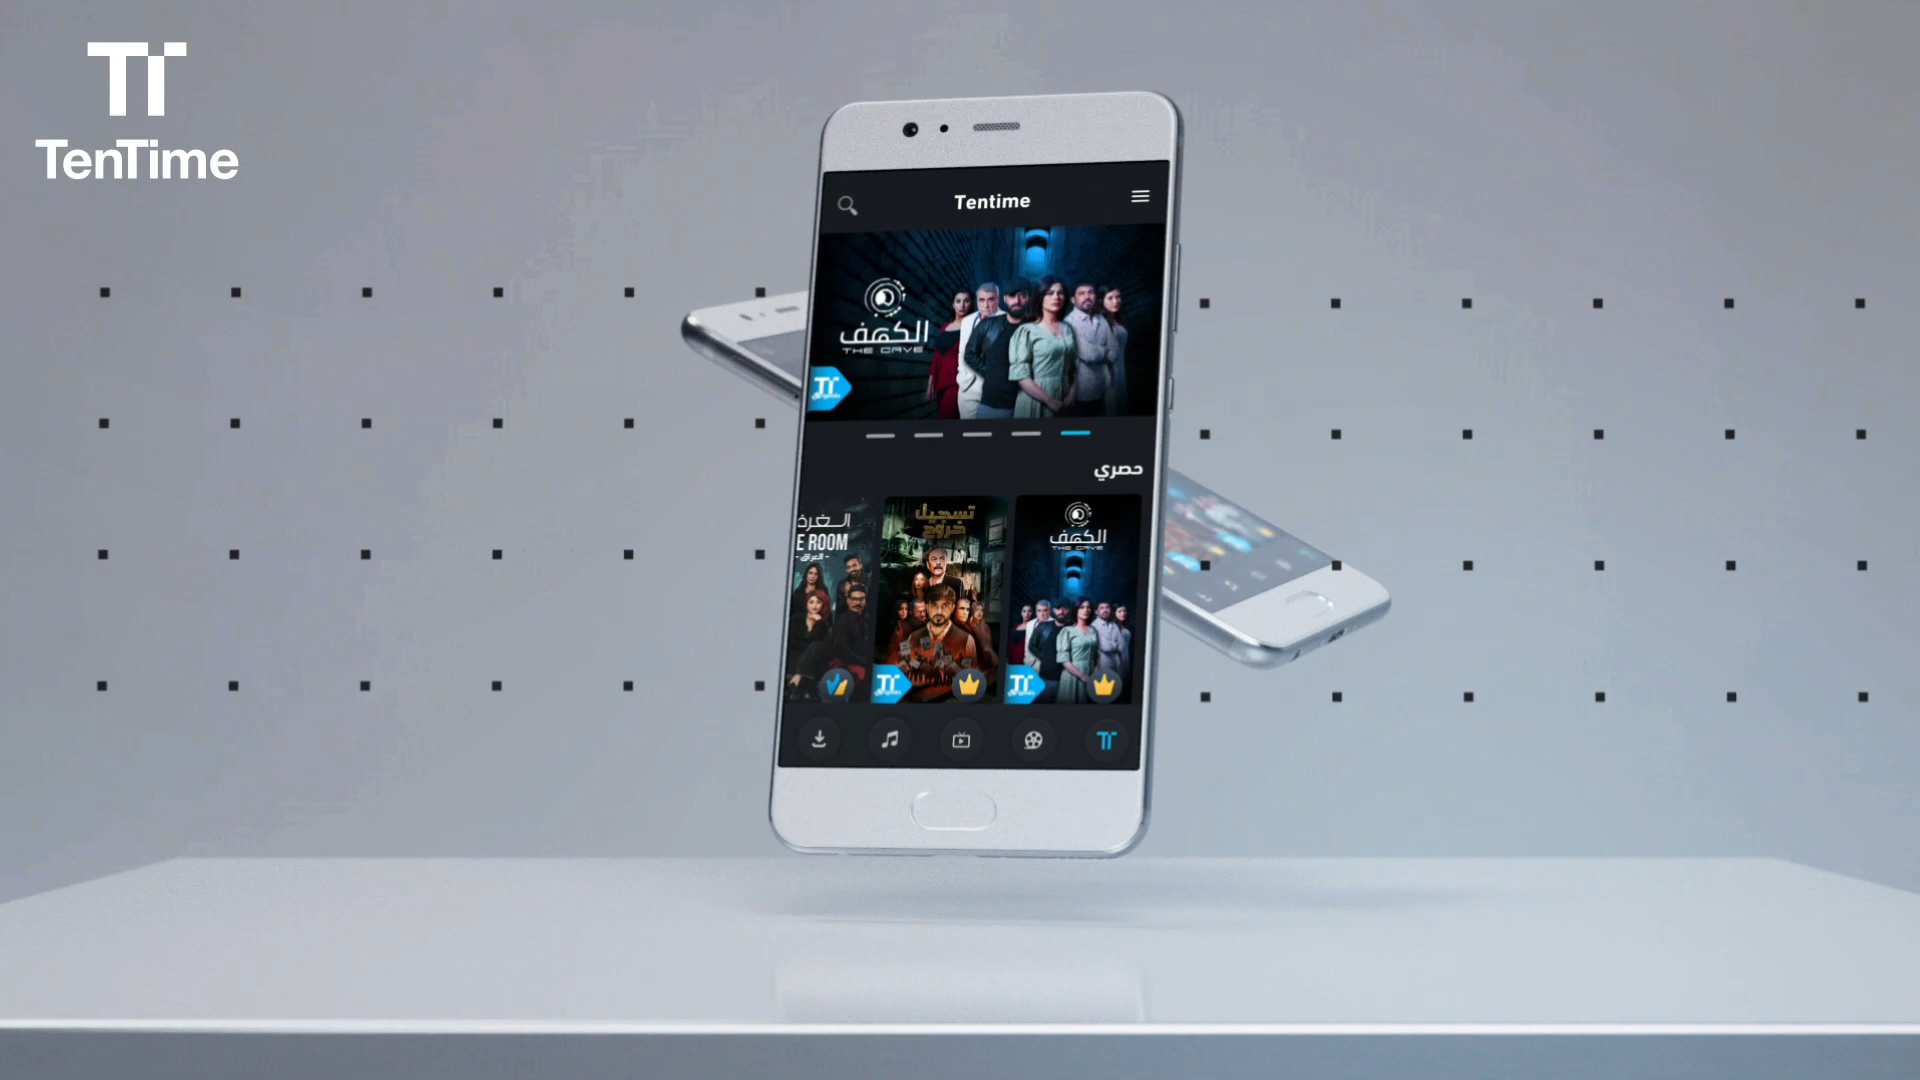 TenTime
Tentime
الكهف
THE CAVE
حصري
الغرفة
E ROOM
- العراق -
تسجيل
خروج
الكهف
THE CAVE